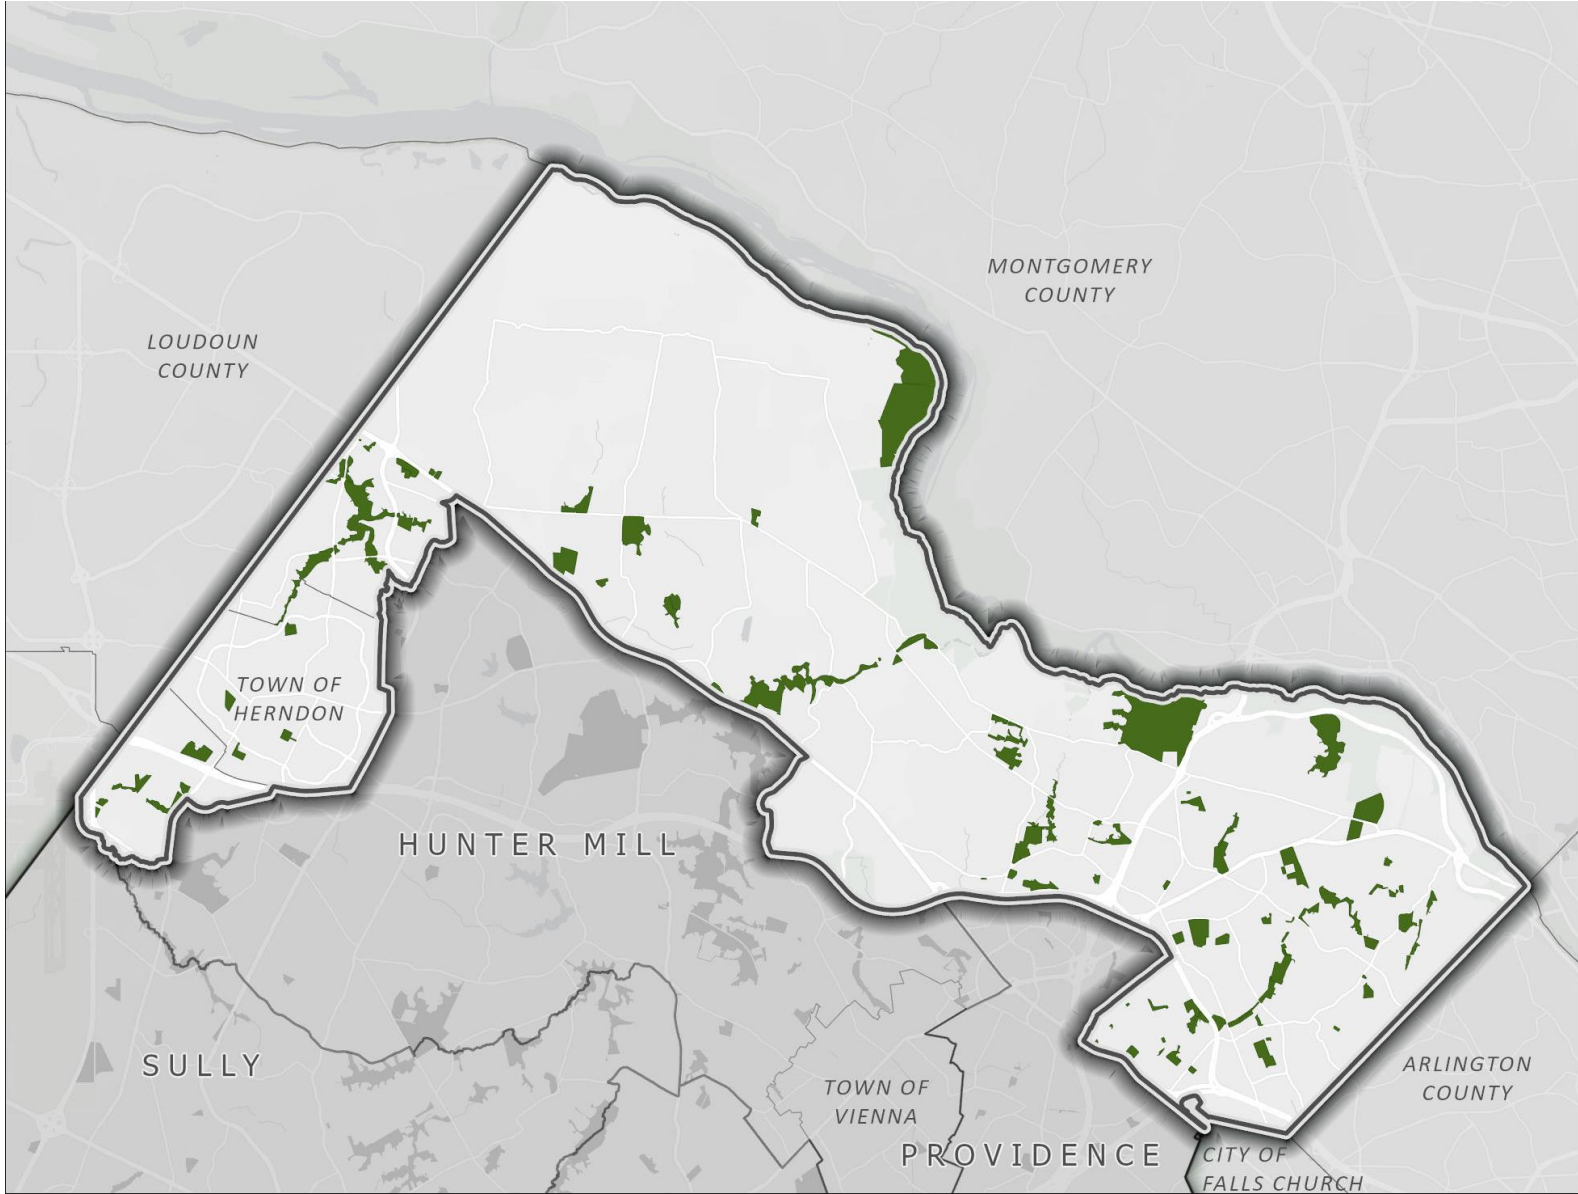 MONTGOMERY
COUNTY
LOUDOUN
COUNTY
TOWN OF
HERNDON
HUNTER MILL
SULLY
TOWN OF
VIENNA
ARLINGTON
COUNTY
PROVIDENCE
CITY OF
FALLS CHURCH